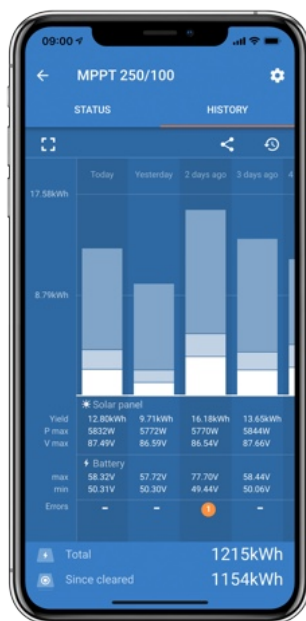 09:00
MPPT 250/100
STATUS HISTORY
Today Yesterday 2 days ago 3 days ago 4
17.58kWh
8.79kWh
Solar panel
Yield 12.80kWh 9.71kWh 16.18kWh 13.65kWh
P max 5832W 5772W 5770W 5844W
V max 87.49V 86.59V 86.54V 87.66V
Battery
max 58.32V 57.72V 77.70V 58.44V
min 50.31V 50.30V 49.44V 50.06V
Errors - - 1 -
Total 1215kWh
Since cleared 1154kWh